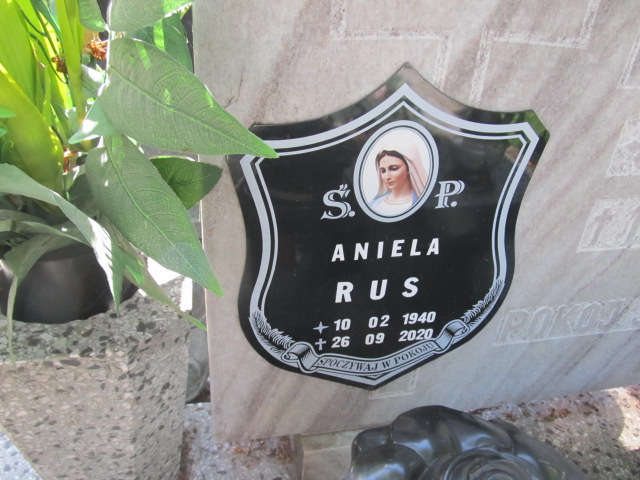 Ś. P.
ANIELA
RUS
10 02 1940
26 09 2020
SPOCZYWAJ W POKOJU
POKOJ